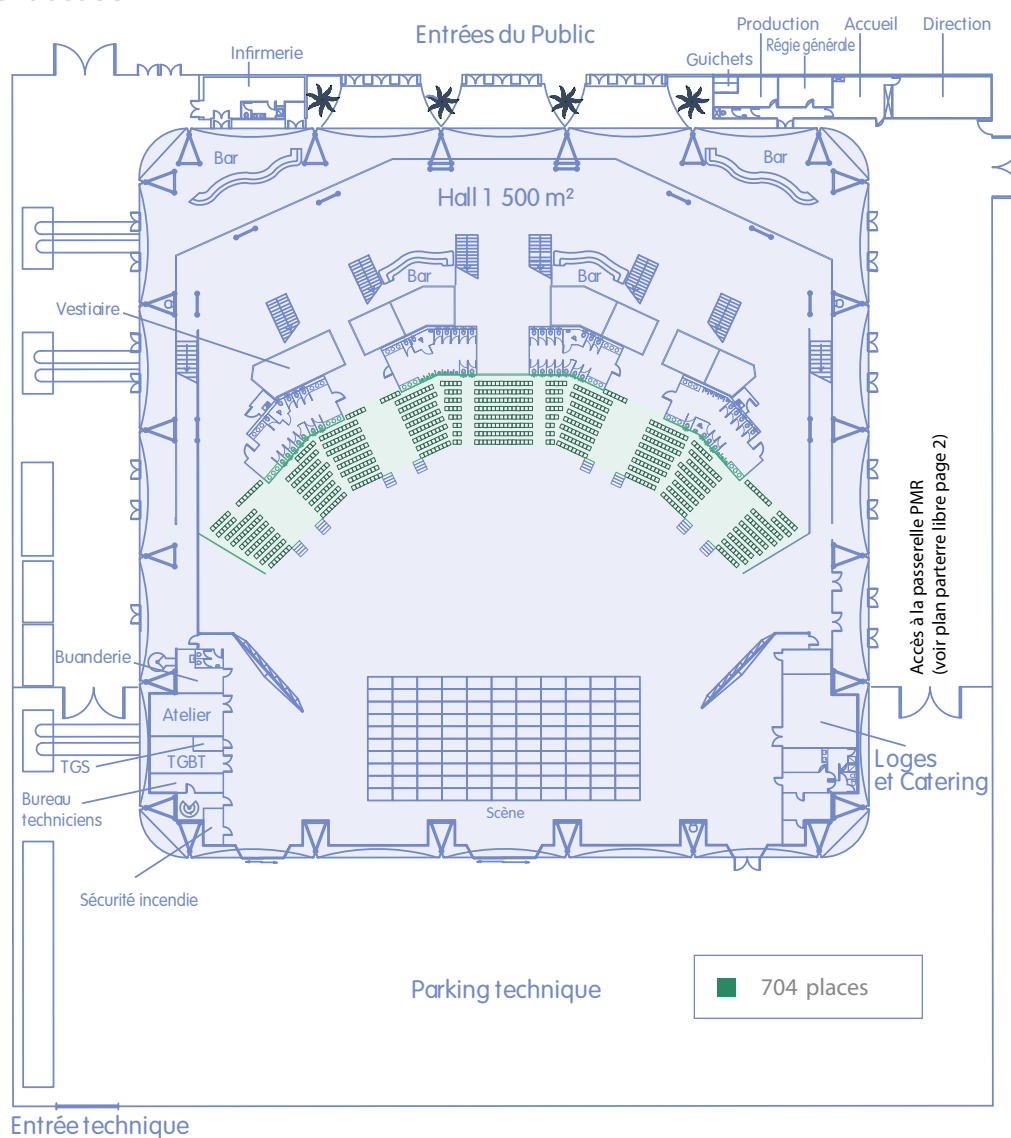 Entrées du Public
Infirmerie
Guichets
Production
Régie générale
Accueil
Direction
Bar
Bar
Hall 1 500 m²
Bar
Bar
Vestiaire
Accès à la passerelle PMR
(voir plan parterre libre page 2)
Buanderie
Atelier
TGS
TGBT
Bureau
techniciens
Loges
et Catering
Scène
Sécurité incendie
Parking technique
704 places
Entrée technique